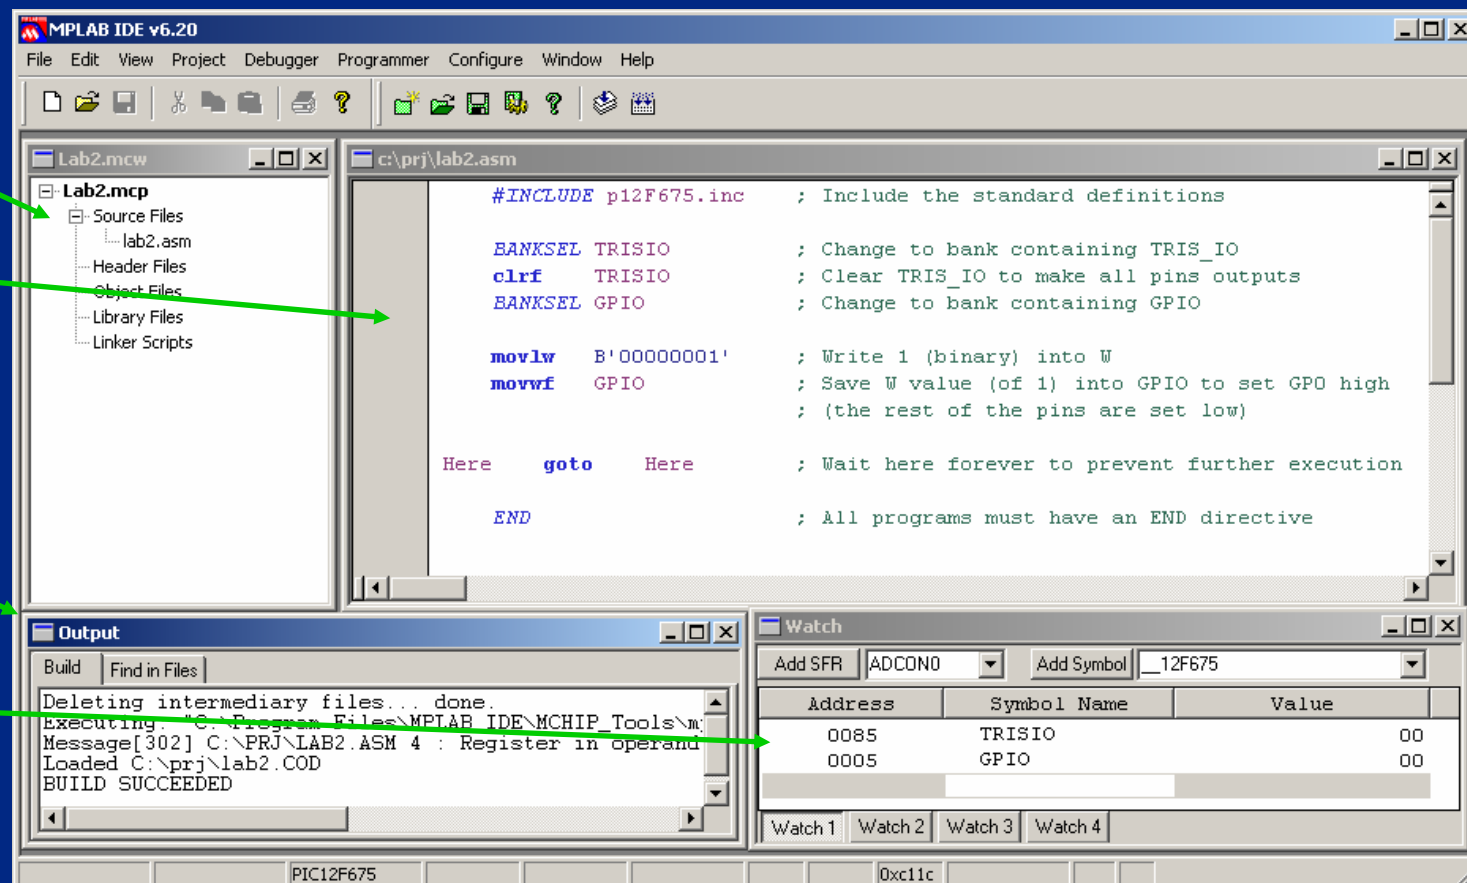 MPLAB IDE v6.20
File Edit View Project Debugger Programmer Configure Window Help
Lab2.mcw
Lab2.mcp
Source Files
lab2.asm
Header Files
Object Files
Library Files
Linker Scripts
c:\prj\lab2.asm
#INCLUDE p12F675.inc ; Include the standard definitions
BANKSEL TRISIO ; Change to bank containing TRIS_IO
clrf TRISIO ; Clear TRIS_IO to make all pins outputs
BANKSEL GPIO ; Change to bank containing GPIO
movlw B'00000001' ; Write 1 (binary) into W
movwf GPIO ; Save W value (of 1) into GPIO to set GP0 high
; (the rest of the pins are set low)
Here goto Here ; Wait here forever to prevent further execution
END ; All programs must have an END directive
Output
Build Find in Files
Deleting intermediary files... done.
Executing: "C:\Program Files\MPLAB IDE\MCHIP_Tools\m
Message[302] C:\PRJ\LAB2.ASM 4 : Register in operand
Loaded C:\prj\lab2.COD
BUILD SUCCEEDED
Watch
Add SFR ADCON0 Add Symbol __12F675
Address Symbol Name Value
0085 TRISIO 00
0005 GPIO 00
Watch 1 Watch 2 Watch 3 Watch 4
PIC12F675 0xc11c